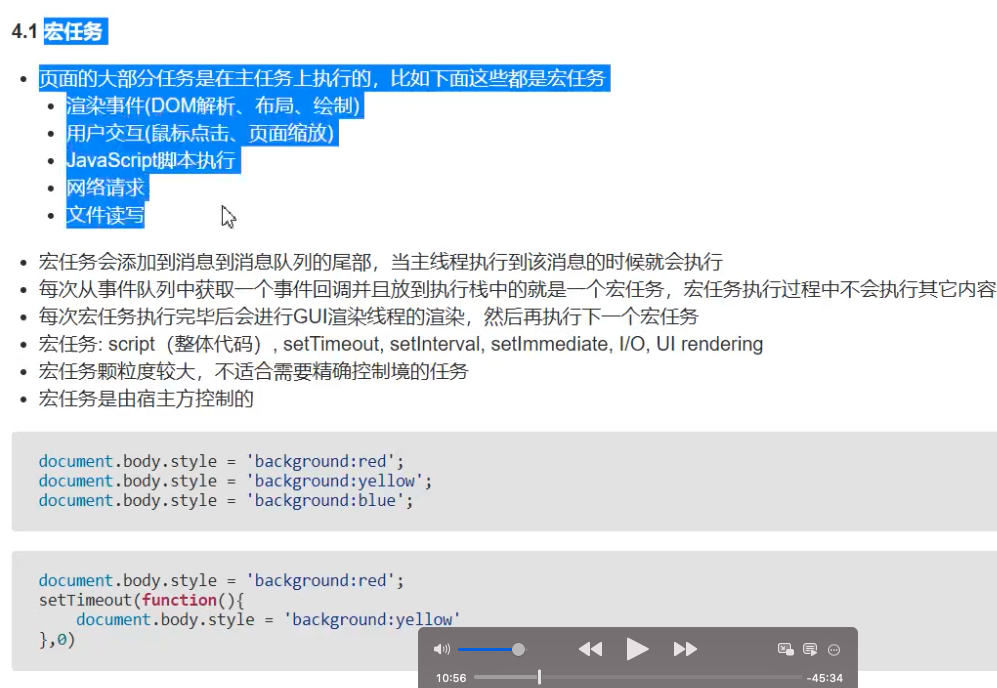 4.1 宏任务
页面的大部分任务是在主任务上执行的，比如下面这些都是宏任务
渲染事件(DOM解析、布局、绘制)
用户交互(鼠标点击、页面缩放)
JavaScript脚本执行
网络请求
文件读写
宏任务会添加到消息到消息队列的尾部，当主线程执行到该消息的时候就会执行
每次从事件队列中获取一个事件回调并且放到执行栈中的就是一个宏任务，宏任务执行过程中不会执行其它内容
每次宏任务执行完毕后会进行GUI渲染线程的渲染，然后再执行下一个宏任务
宏任务: script（整体代码）, setTimeout, setInterval, setImmediate, I/O, UI rendering
宏任务颗粒度较大，不适合需要精确控制境的任务
宏任务是由宿主方控制的
document.body.style = 'background:red';
document.body.style = 'background:yellow';
document.body.style = 'background:blue';
document.body.style = 'background:red';
setTimeout(function(){
    document.body.style = 'background:yellow'
},0)
10:56
-45:34